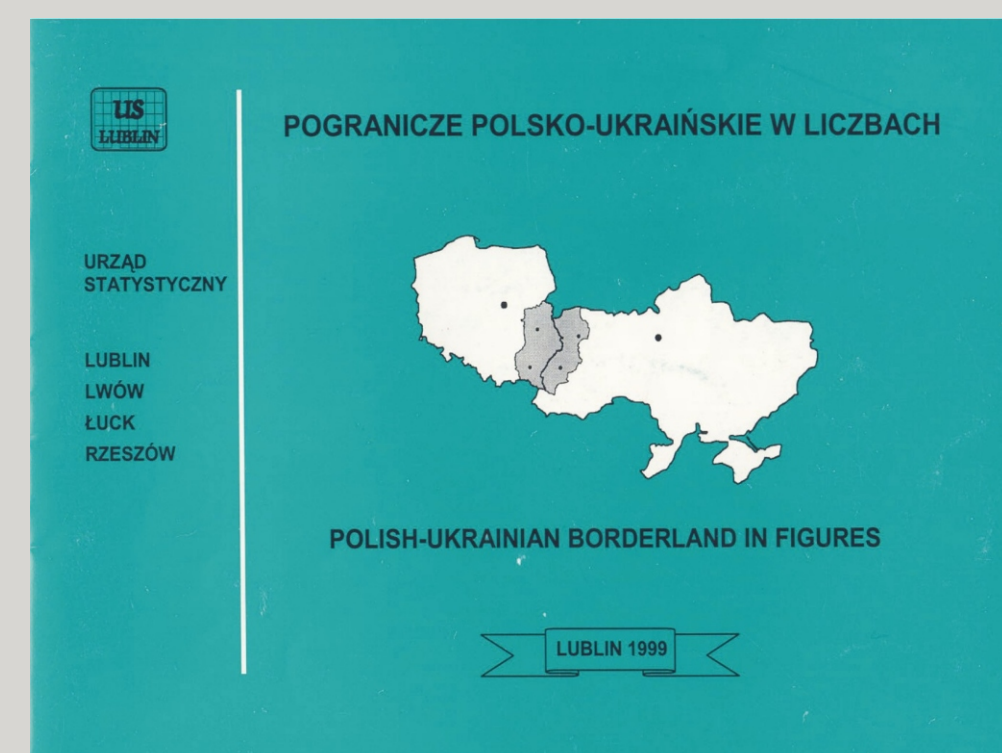 US
LUBLIN
URZĄD
STATYSTYCZNY
LUBLIN
LWÓW
ŁUCK
RZESZÓW
POGRANICZE POLSKO-UKRAIŃSKIE W LICZBACH
POLISH-UKRAINIAN BORDERLAND IN FIGURES
LUBLIN 1999